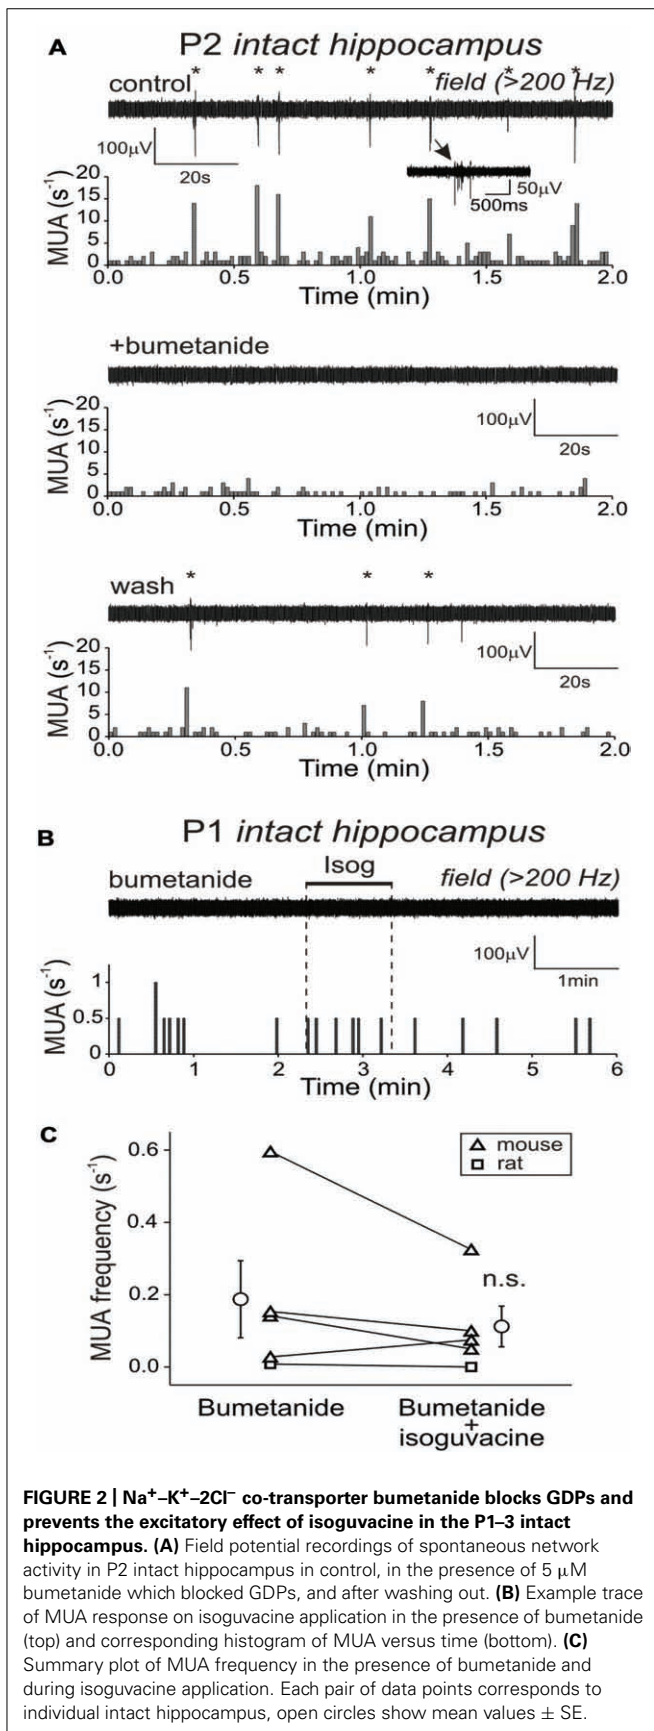 A
P2 intact hippocampus
* * * * * * *
control
field (>200 Hz)
100µV
20s
50µV
500ms
MUA (s-1)
20
15
10
5
0
0.0 0.5 1.0 1.5 2.0
Time (min)
+bumetanide
100µV
20s
MUA (s-1)
20
15
10
5
0
0.0 0.5 1.0 1.5 2.0
Time (min)
wash
* * *
100µV
20s
MUA (s-1)
20
15
10
5
0
0.0 0.5 1.0 1.5 2.0
Time (min)
B
P1 intact hippocampus
Isog
bumetanide
field (>200 Hz)
100µV
1min
MUA (s-1)
1
0.5
0
0 1 2 3 4 5 6
Time (min)
C
MUA frequency (s-1)
0.6
0.4
0.2
0.0
mouse
rat
n.s.
Bumetanide
Bumetanide
+
isoguvacine
FIGURE 2 | Na+–K+–2Cl− co-transporter bumetanide blocks GDPs and
prevents the excitatory effect of isoguvacine in the P1–3 intact
hippocampus. (A) Field potential recordings of spontaneous network
activity in P2 intact hippocampus in control, in the presence of 5 µM
bumetanide which blocked GDPs, and after washing out. (B) Example trace
of MUA response on isoguvacine application in the presence of bumetanide
(top) and corresponding histogram of MUA versus time (bottom). (C)
Summary plot of MUA frequency in the presence of bumetanide and
during isoguvacine application. Each pair of data points corresponds to
individual intact hippocampus, open circles show mean values ± SE.